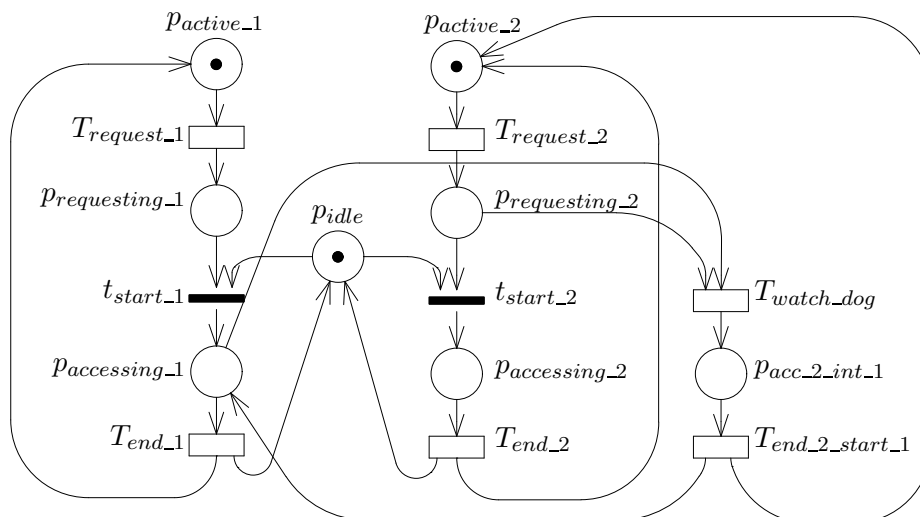 p_active_1
p_active_2
T_request_1
T_request_2
p_requesting_1
p_requesting_2
p_idle
t_start_1
t_start_2
T_watch_dog
p_accessing_1
p_accessing_2
p_acc_2_int_1
T_end_1
T_end_2
T_end_2_start_1